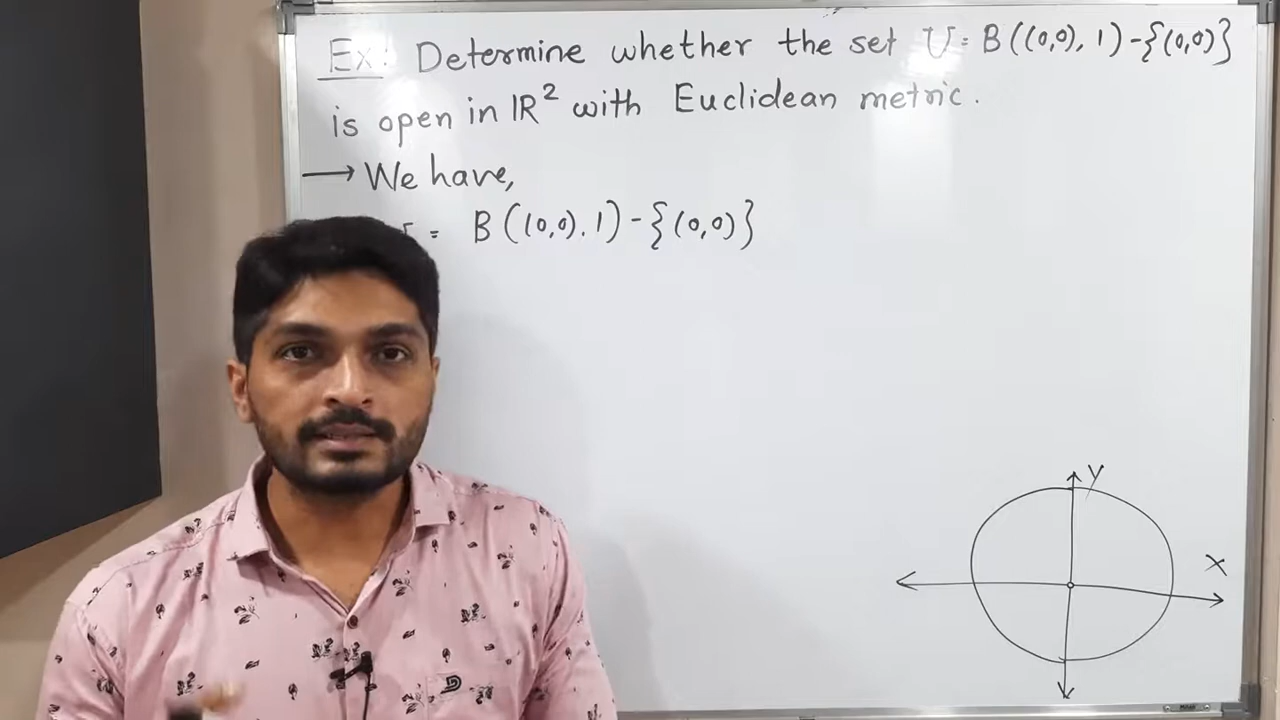 Ex: Determine whether the set U = B((0,0), 1) - {(0,0)}
is open in IR² with Euclidean metric.
→ We have,
= B((0,0), 1) - {(0,0)}
Y
X